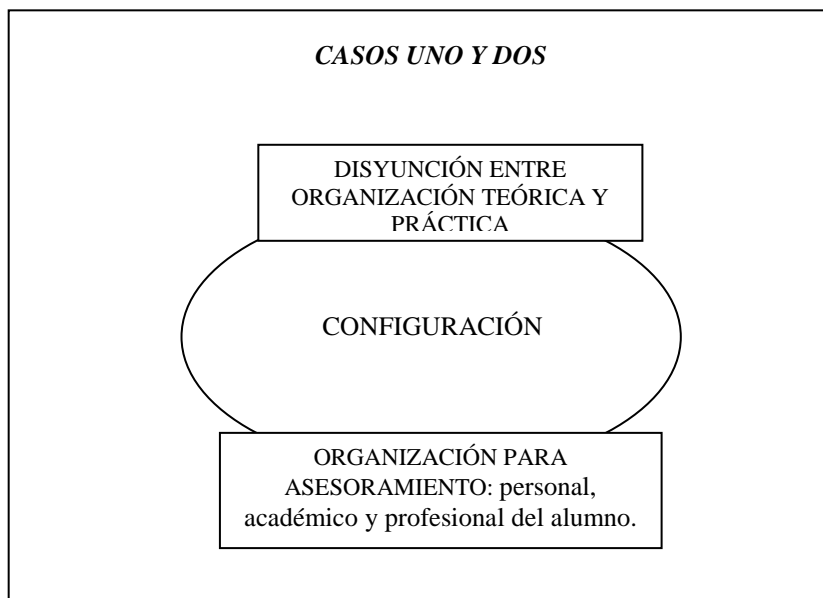 CASOS UNO Y DOS
DISYUNCIÓN ENTRE
ORGANIZACIÓN TEÓRICA Y
PRÁCTICA
CONFIGURACIÓN
ORGANIZACIÓN PARA
ASESORAMIENTO: personal,
académico y profesional del alumno.